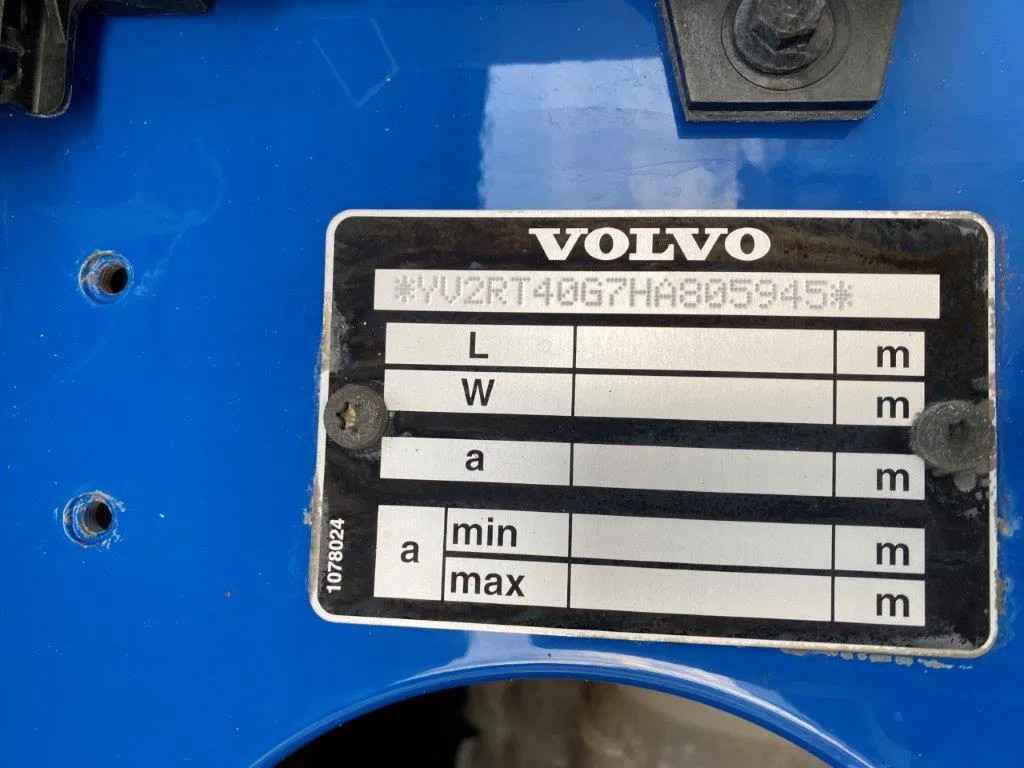 VOLVO
*YV2RT40G7HA805945*
L m
W m
a m
a min m
max m
1078024